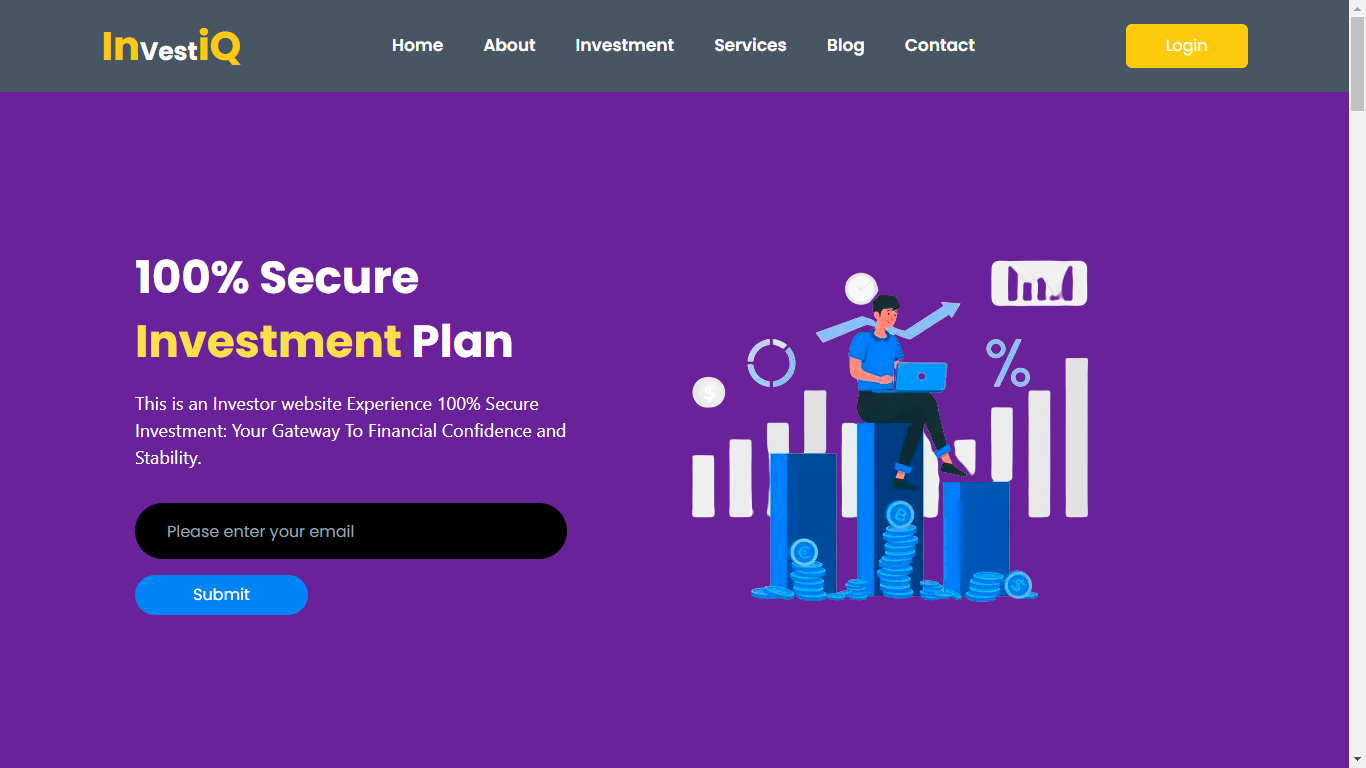 InVestiQ
Home About Investment Services Blog Contact
Login
100% Secure
Investment Plan
This is an Investor website Experience 100% Secure
Investment: Your Gateway To Financial Confidence and
Stability.
Please enter your email
Submit
$
%
B
€
$